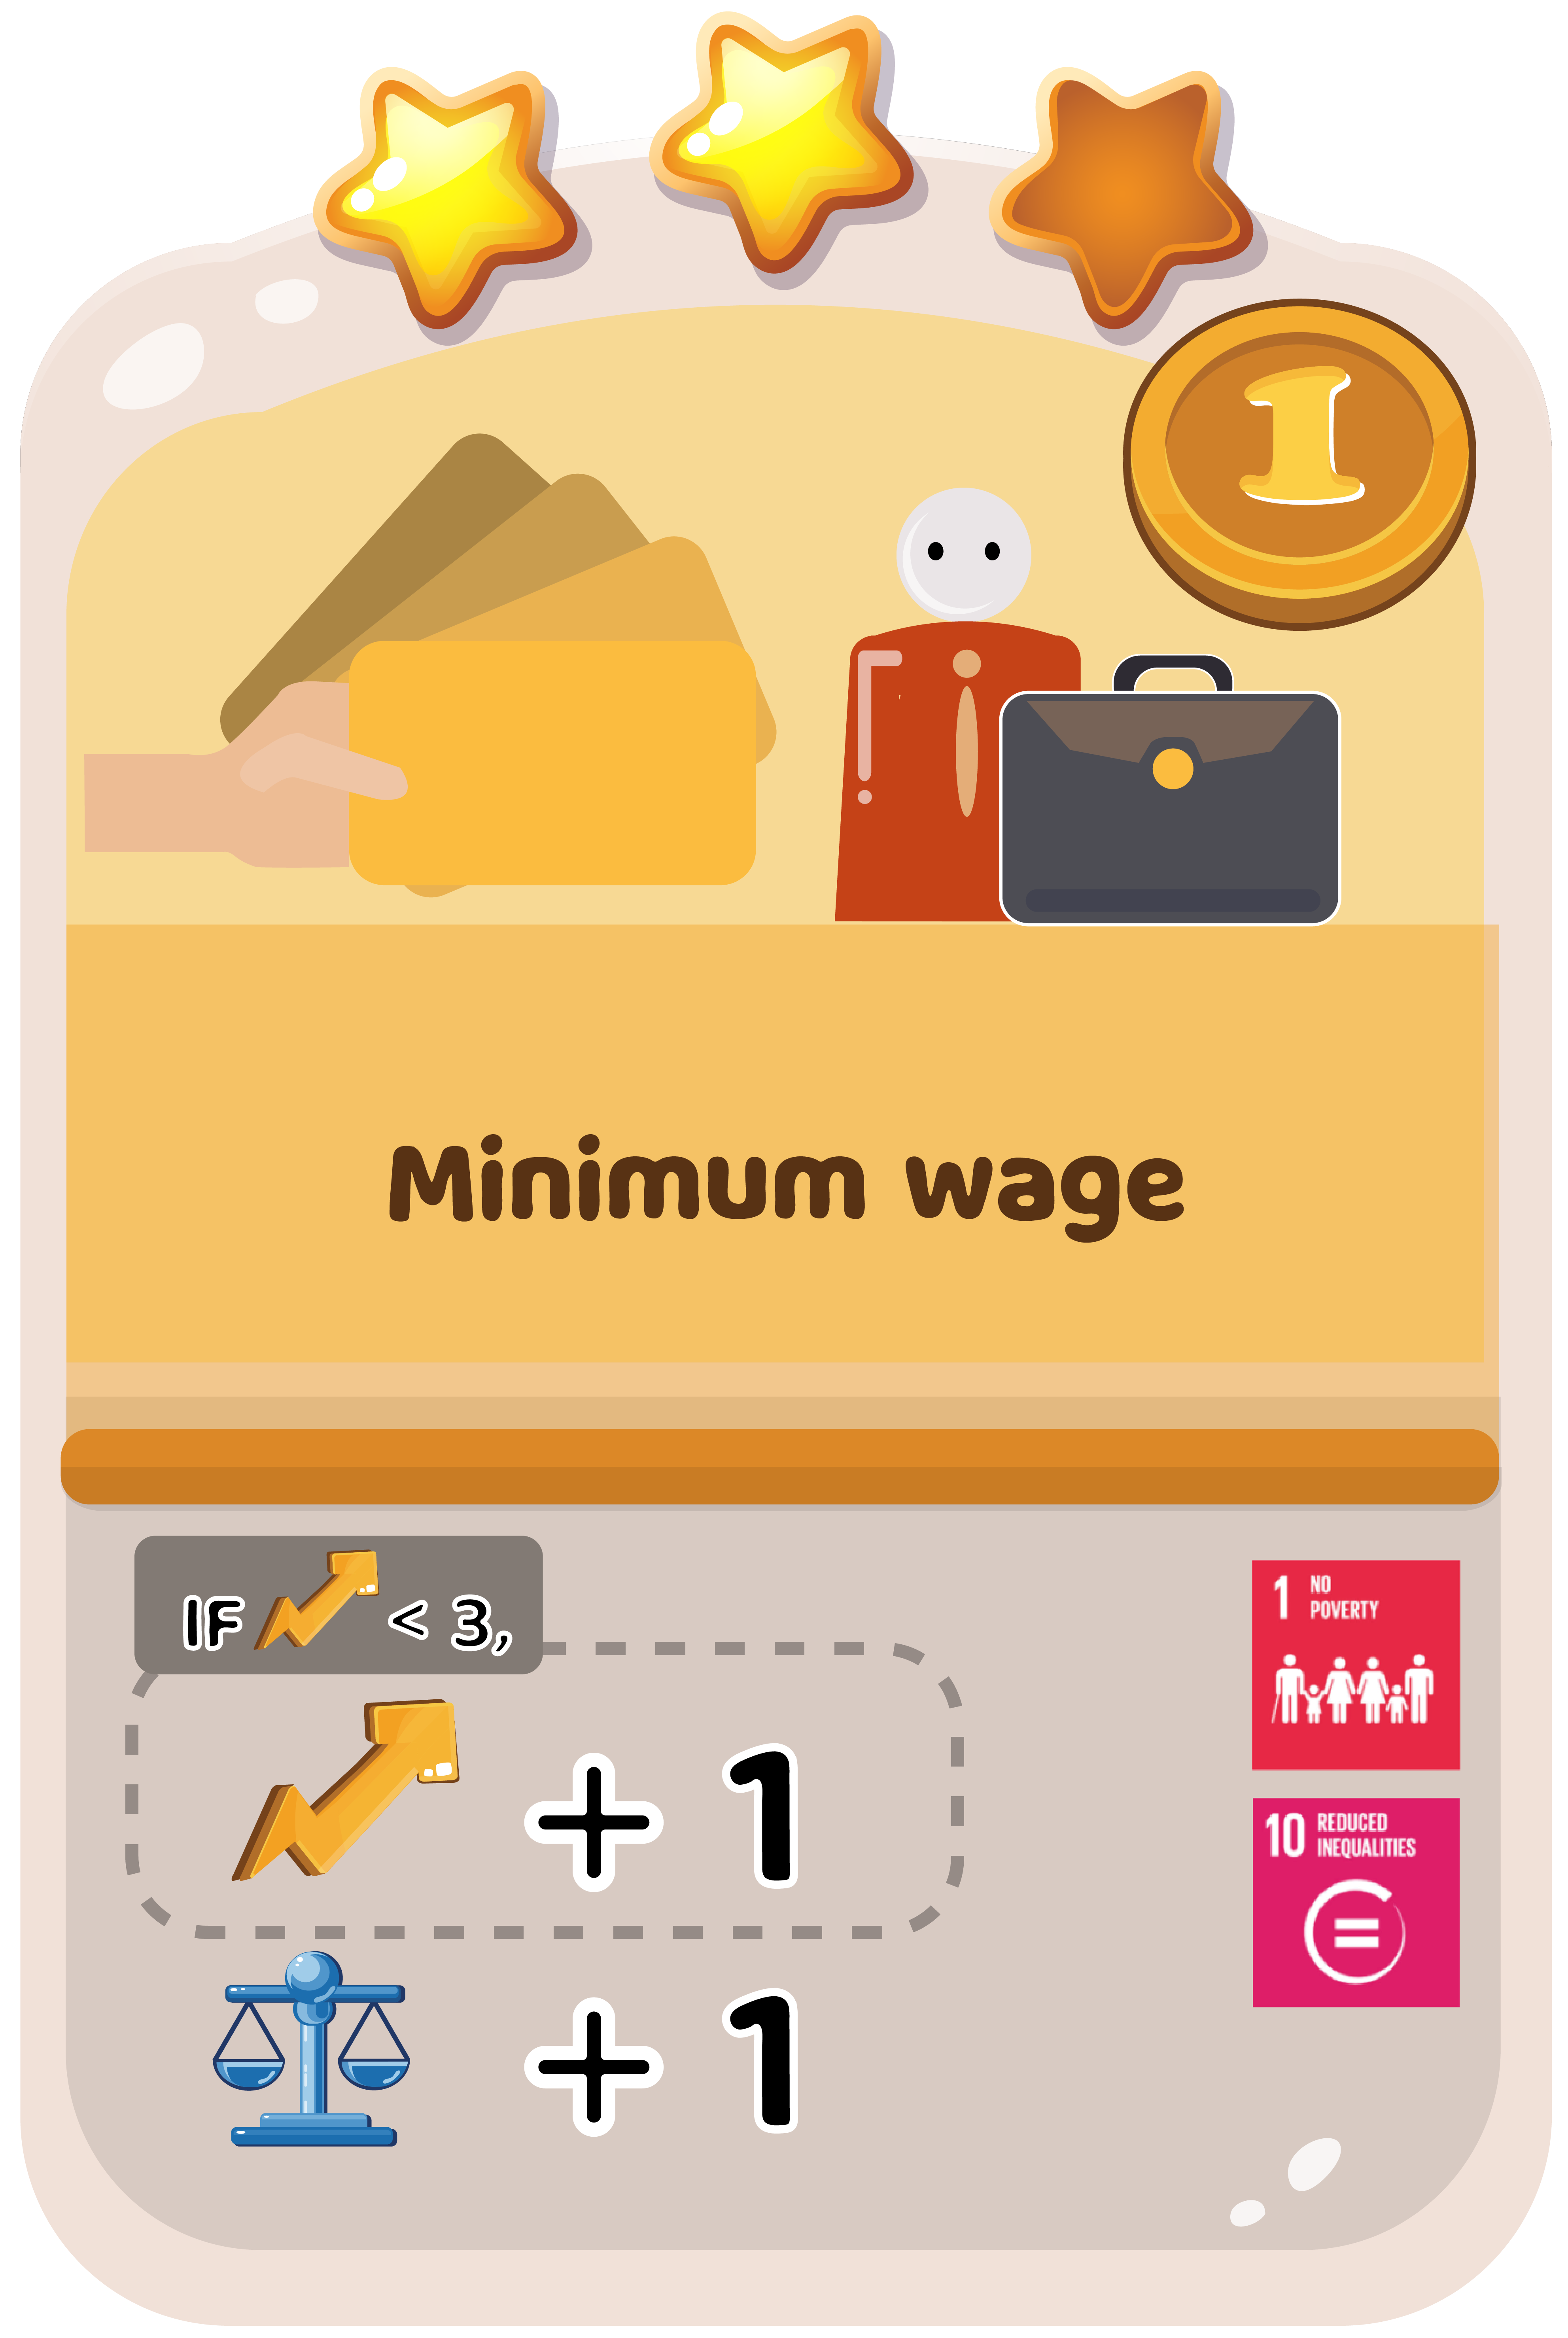 1
Minimum wage
IF < 3,
+ 1
+ 1
1 NO
POVERTY
10 REDUCED
INEQUALITIES